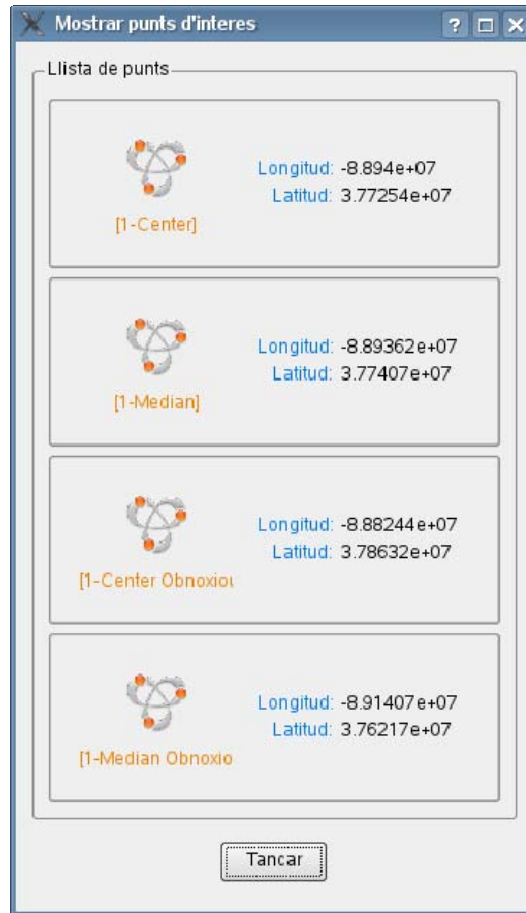 Mostrar punts d'interes
Llista de punts
Longitud: -8.894e+07
Latitud: 3.77254e+07
[1-Center]
Longitud: -8.89362e+07
Latitud: 3.77407e+07
[1-Median]
Longitud: -8.88244e+07
Latitud: 3.78632e+07
[1-Center Obnoxiou
Longitud: -8.91407e+07
Latitud: 3.76217e+07
[1-Median Obnoxio
Tancar